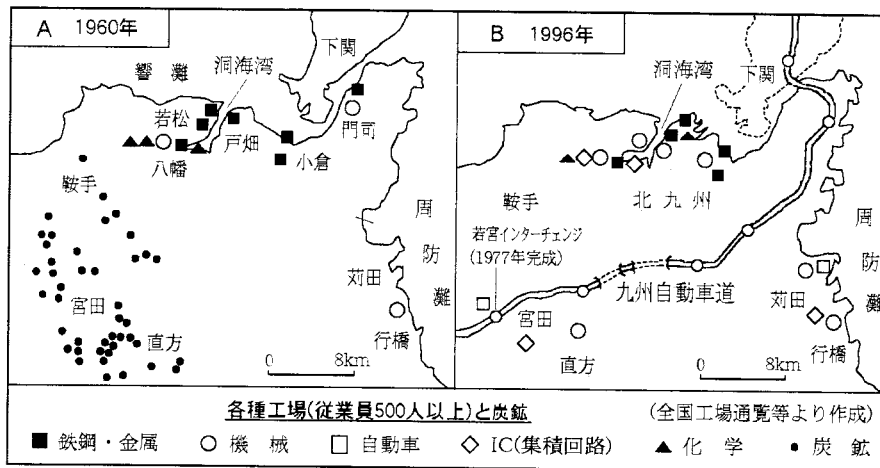 A 1960年
響灘
洞海湾
下関
若松
戸畑
門司
八幡
小倉
鞍手
周防灘
宮田
苅田
直方
行橋
0 8km
B 1996年
洞海湾
下関
鞍手
北九州
若宮インターチェンジ
(1977年完成)
周防灘
九州自動車道
苅田
宮田
直方
行橋
0 8km
各種工場(従業員500人以上)と炭鉱
(全国工場通覧等より作成)
■ 鉄鋼・金属 ○ 機械 □ 自動車 ◇ IC(集積回路) ▲ 化学 • 炭鉱